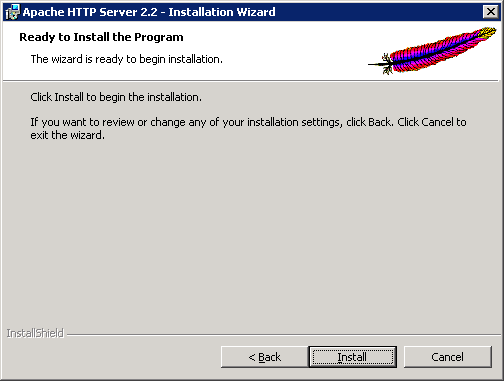 Apache HTTP Server 2.2 - Installation Wizard
Ready to Install the Program
The wizard is ready to begin installation.
Click Install to begin the installation.
If you want to review or change any of your installation settings, click Back. Click Cancel to
exit the wizard.
InstallShield
< Back Install Cancel